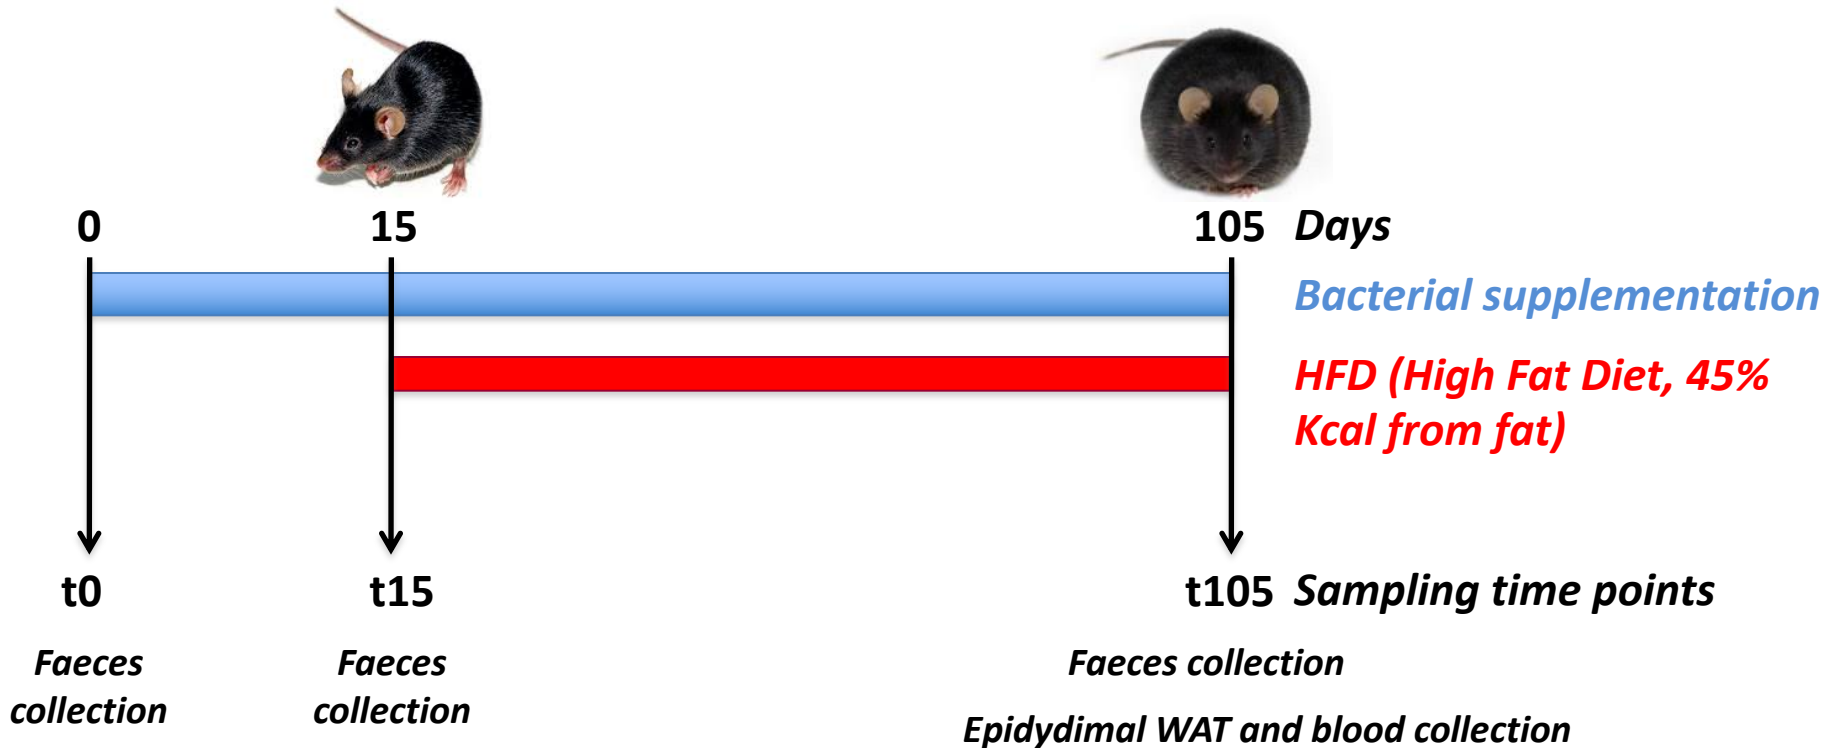 0 15 105 Days
Bacterial supplementation
HFD (High Fat Diet, 45%
Kcal from fat)
t0 t15 t105 Sampling time points
Faeces
collection
Faeces
collection
Faeces collection
Epidydimal WAT and blood collection